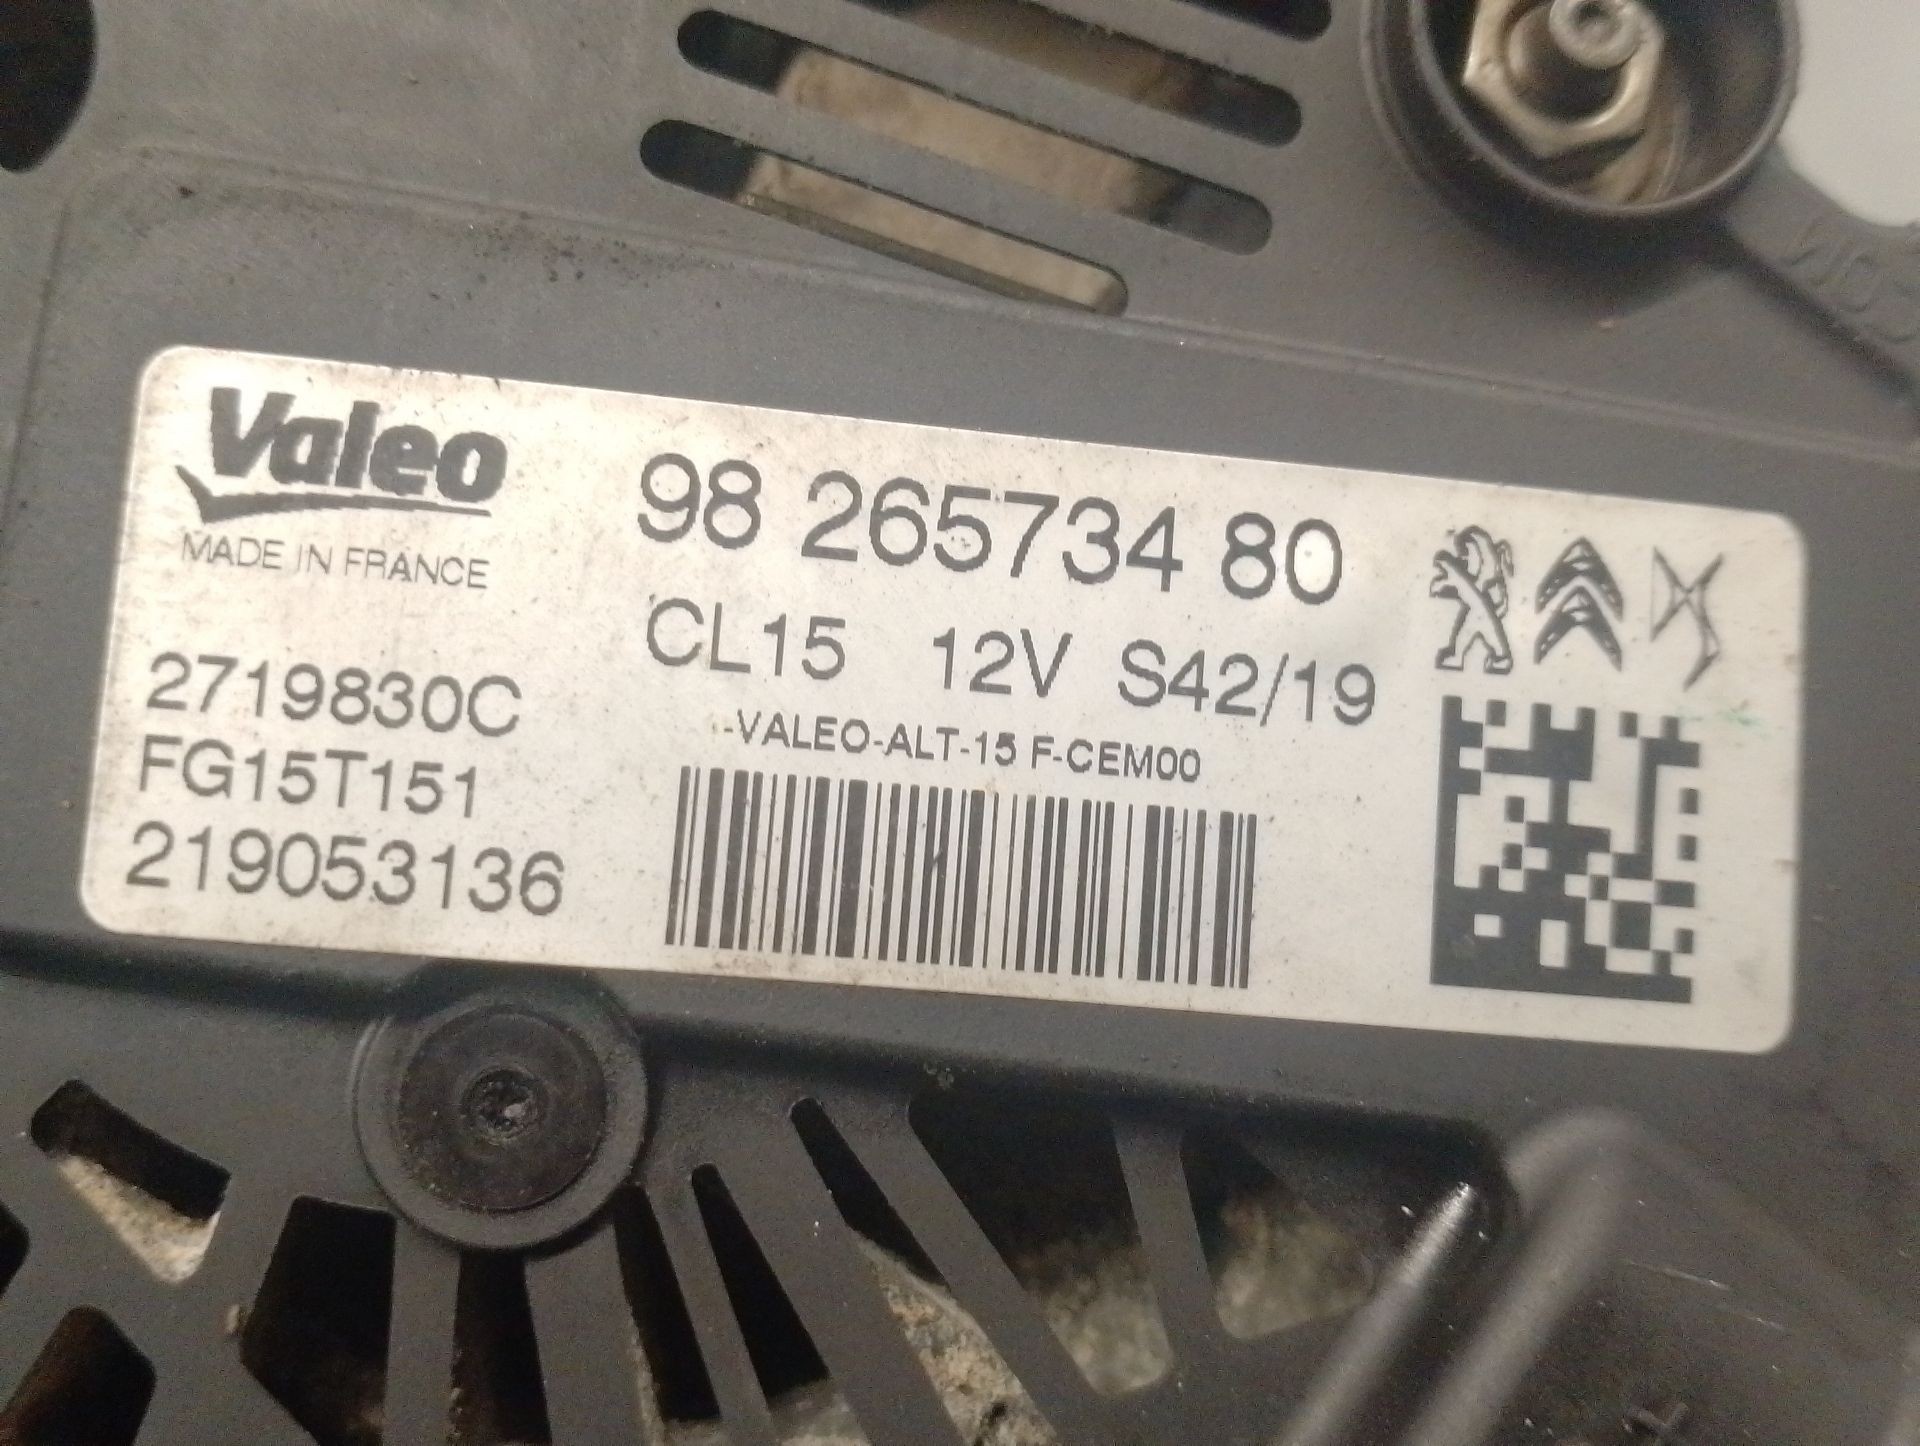 Valeo
MADE IN FRANCE
98 265734 80
CL15 12V S42/19
-VALEO-ALT-15 F-CEM00
2719830C
FG15T151
219053136